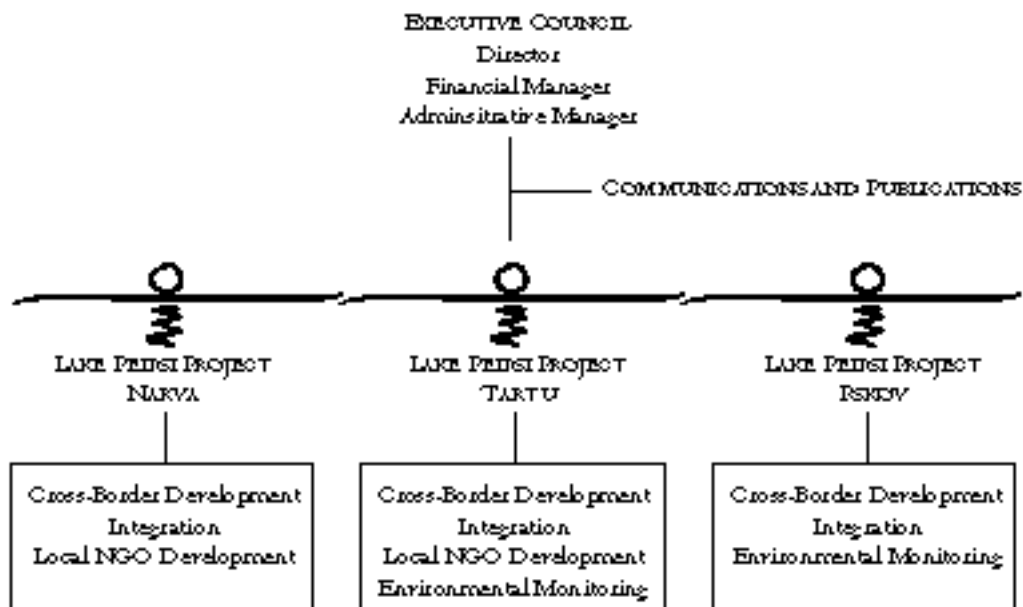 EXECUTIVE COUNCIL
Director
Financial Manager
Adminsitrative Manager
COMMUNICATIONS AND PUBLICATIONS
LAKE PEIPSI PROJECT
NARVA
LAKE PEIPSI PROJECT
TARTU
LAKE PEIPSI PROJECT
PSKOV
Cross-Border Development
Integration
Local NGO Development
Cross-Border Development
Integration
Local NGO Development
Environmental Monitoring
Cross-Border Development
Integration
Environmental Monitoring